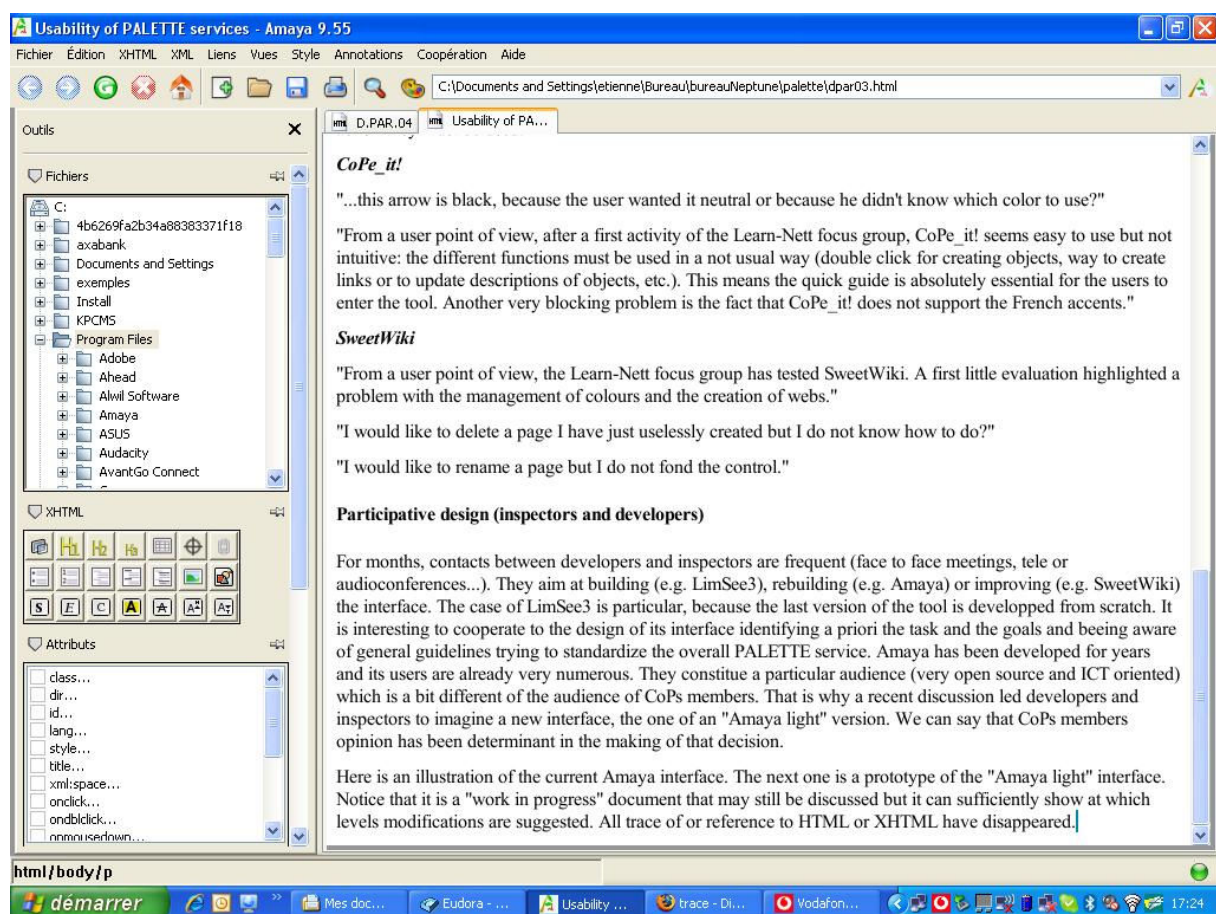 Usability of PALETTE services - Amaya 9.55
Fichier Édition XHTML XML Liens Vues Style Annotations Coopération Aide
C:\Documents and Settings\etienne\Bureau\bureauNeptune\palette\dpar03.html
Outils
D.PAR.04 Usability of PA...
Fichiers
C:
4b6269fa2b34a88383371f18
axabank
Documents and Settings
exemples
Install
KPCMS
Program Files
Adobe
Ahead
Alwil Software
Amaya
ASUS
Audacity
AvantGo Connect
XHTML
H1 H2 H3
S E C A A A2 A2
Attributs
class...
dir...
id...
lang...
style...
title...
xml:space...
onclick...
ondblclick...
onmousedown...
CoPe_it!
"...this arrow is black, because the user wanted it neutral or because he didn't know which color to use?"
"From a user point of view, after a first activity of the Learn-Nett focus group, CoPe_it! seems easy to use but not
intuitive: the different functions must be used in a not usual way (double click for creating objects, way to create
links or to update descriptions of objects, etc.). This means the quick guide is absolutely essential for the users to
enter the tool. Another very blocking problem is the fact that CoPe_it! does not support the French accents."
SweetWiki
"From a user point of view, the Learn-Nett focus group has tested SweetWiki. A first little evaluation highlighted a
problem with the management of colours and the creation of webs."
"I would like to delete a page I have just uselessly created but I do not know how to do?"
"I would like to rename a page but I do not fond the control."
Participative design (inspectors and developers)
For months, contacts between developers and inspectors are frequent (face to face meetings, tele or
audioconferences...). They aim at building (e.g. LimSee3), rebuilding (e.g. Amaya) or improving (e.g. SweetWiki)
the interface. The case of LimSee3 is particular, because the last version of the tool is developped from scratch. It
is interesting to cooperate to the design of its interface identifying a priori the task and the goals and beeing aware
of general guidelines trying to standardize the overall PALETTE service. Amaya has been developed for years
and its users are already very numerous. They constitue a particular audience (very open source and ICT oriented)
which is a bit different of the audience of CoPs members. That is why a recent discussion led developers and
inspectors to imagine a new interface, the one of an "Amaya light" version. We can say that CoPs members
opinion has been determinant in the making of that decision.
Here is an illustration of the current Amaya interface. The next one is a prototype of the "Amaya light" interface.
Notice that it is a "work in progress" document that may still be discussed but it can sufficiently show at which
levels modifications are suggested. All trace of or reference to HTML or XHTML have disappeared.
html/body/p
démarrer Mes doc... Eudora - ... Usability ... trace - Di... Vodafon... 17:24